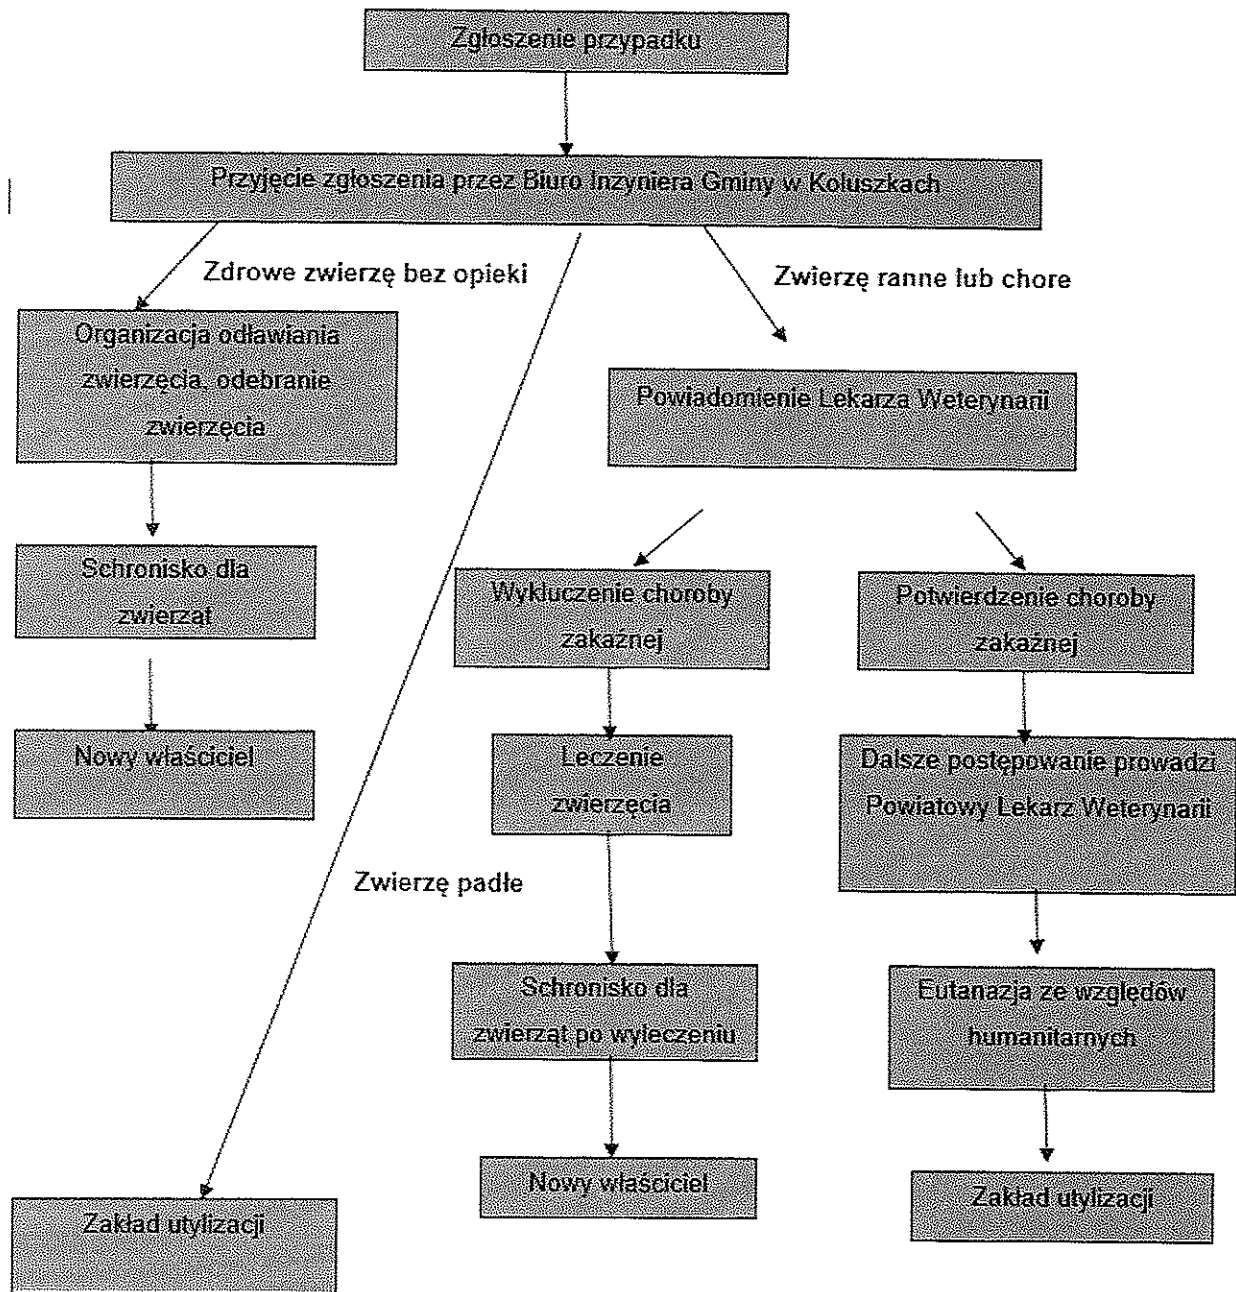 Zgłoszenie przypadku
Przyjęcie zgłoszenia przez Biuro Inżyniera Gminy w Koluszkach
Zdrowe zwierzę bez opieki
Zwierzę ranne lub chore
Organizacja odławiania
zwierzęcia, odebranie
zwierzęcia
Powiadomienie Lekarza Weterynarii
Schronisko dla
zwierząt
Wykluczenie choroby
zakaźnej
Potwierdzenie choroby
zakaźnej
Nowy właściciel
Leczenie
zwierzęcia
Dalsze postępowanie prowadzi
Powiatowy Lekarz Weterynarii
Zwierzę padłe
Schronisko dla
zwierząt po wyleczeniu
Eutanazja ze względów
humanitarnych
Nowy właściciel
Zakład utylizacji
Zakład utylizacji